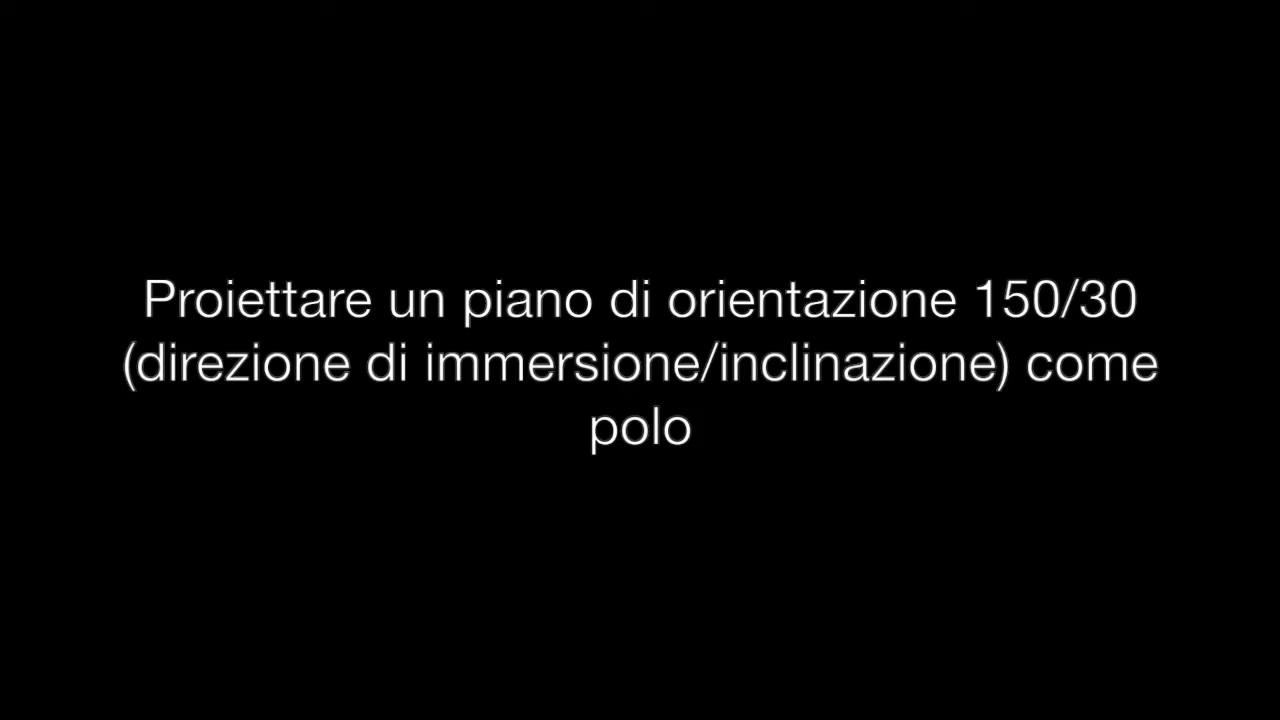 Proiettare un piano di orientazione 150/30
(direzione di immersione/inclinazione) come
polo